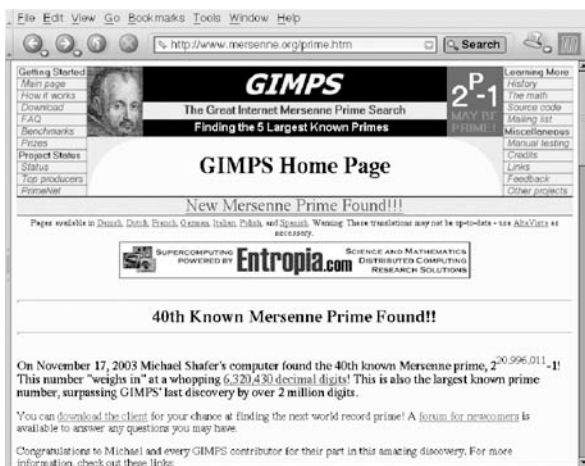 File Edit View Go Bookmarks Tools Window Help
http://www.mersenne.org/prime.htm
Search
Getting Started
Main page
How it works
Download
FAQ
Benchmarks
Prizes
Project Status
Status
Top producers
PrimeNet
GIMPS
The Great Internet Mersenne Prime Search
Finding the 5 Largest Known Primes
2^P-1
MAY BE
PRIME!
Learning More
History
The math
Source code
Mailing list
Miscellaneous
Manual testing
Credits
Links
Feedback
Other projects
GIMPS Home Page
New Mersenne Prime Found!!!
Pages available in Danish, Dutch, French, German, Italian, Polish, and Spanish. Warning: These translations may not be up-to-date - use AltaVista as
necessary.
SUPERCOMPUTING
POWERED BY
Entropia.com
SCIENCE AND MATHEMATICS
DISTRIBUTED COMPUTING
RESEARCH SOLUTIONS
40th Known Mersenne Prime Found!!
On November 17, 2003 Michael Shafer's computer found the 40th known Mersenne prime, 2^20,996,011-1!
This number "weighs in" at a whopping 6,320,430 decimal digits! This is also the largest known prime
number, surpassing GIMPS' last discovery by over 2 million digits.
You can download the client for your chance at finding the next world record prime! A forum for newcomers is
available to answer any questions you may have.
Congratulations to Michael and every GIMPS contributor for their part in this amazing discovery. For more
information, check out these links: